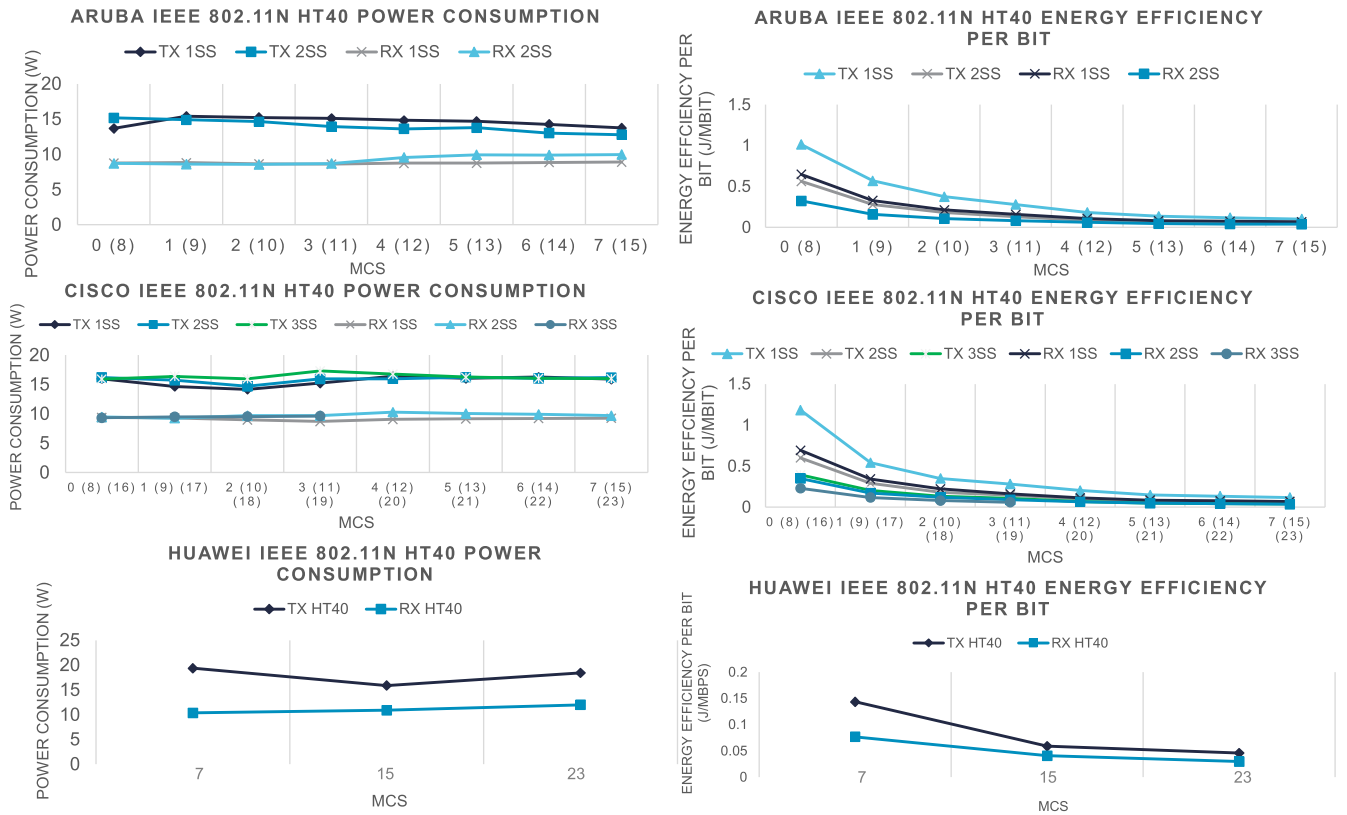 ARUBA IEEE 802.11N HT40 POWER CONSUMPTION
TX 1SS TX 2SS RX 1SS RX 2SS
POWER CONSUMPTION (W)
20
15
10
5
0
0 (8) 1 (9) 2 (10) 3 (11) 4 (12) 5 (13) 6 (14) 7 (15)
MCS
ARUBA IEEE 802.11N HT40 ENERGY EFFICIENCY
PER BIT
TX 1SS TX 2SS RX 1SS RX 2SS
ENERGY EFFCIENCY PER
BIT (J/MBIT)
1.5
1
0.5
0
0 (8) 1 (9) 2 (10) 3 (11) 4 (12) 5 (13) 6 (14) 7 (15)
MCS
CISCO IEEE 802.11N HT40 POWER CONSUMPTION
TX 1SS TX 2SS TX 3SS RX 1SS RX 2SS RX 3SS
POWER CONSUMPTION (W)
20
15
10
5
0
0 (8) (16) 1 (9) (17) 2 (10) 3 (11) 4 (12) 5 (13) 6 (14) 7 (15)
(18) (19) (20) (21) (22) (23)
MCS
CISCO IEEE 802.11N HT40 ENERGY EFFICIENCY
PER BIT
TX 1SS TX 2SS TX 3SS RX 1SS RX 2SS RX 3SS
ENERGY EFFCIENCY PER
BIT (J/MBIT)
1.5
1
0.5
0
0 (8) (16) 1 (9) (17) 2 (10) 3 (11) 4 (12) 5 (13) 6 (14) 7 (15)
(18) (19) (20) (21) (22) (23)
MCS
HUAWEI IEEE 802.11N HT40 POWER
CONSUMPTION
TX HT40 RX HT40
POWER CONSUMPTION (W)
25
20
15
10
5
0
7 15 23
MCS
HUAWEI IEEE 802.11N HT40 ENERGY EFFICIENCY
PER BIT
TX HT40 RX HT40
ENERGY EFFICIENCY PER BIT
(J/MBPS)
0.2
0.15
0.1
0.05
0
7 15 23
MCS